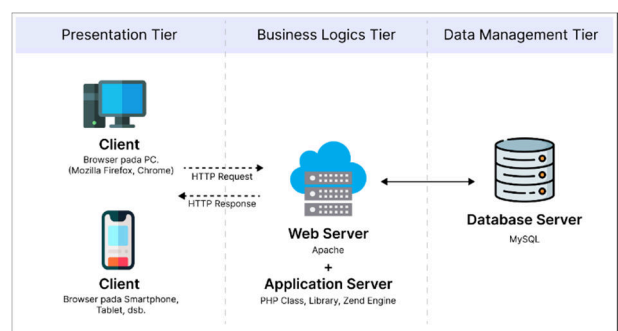 Presentation Tier
Business Logics Tier
Data Management Tier
Client
Browser pada PC.
(Mozilla Firefox, Chrome)
HTTP Request
HTTP Response
Client
Browser pada Smartphone,
Tablet, dsb.
Web Server
Apache
+
Application Server
PHP Class, Library, Zend Engine
Database Server
MySQL